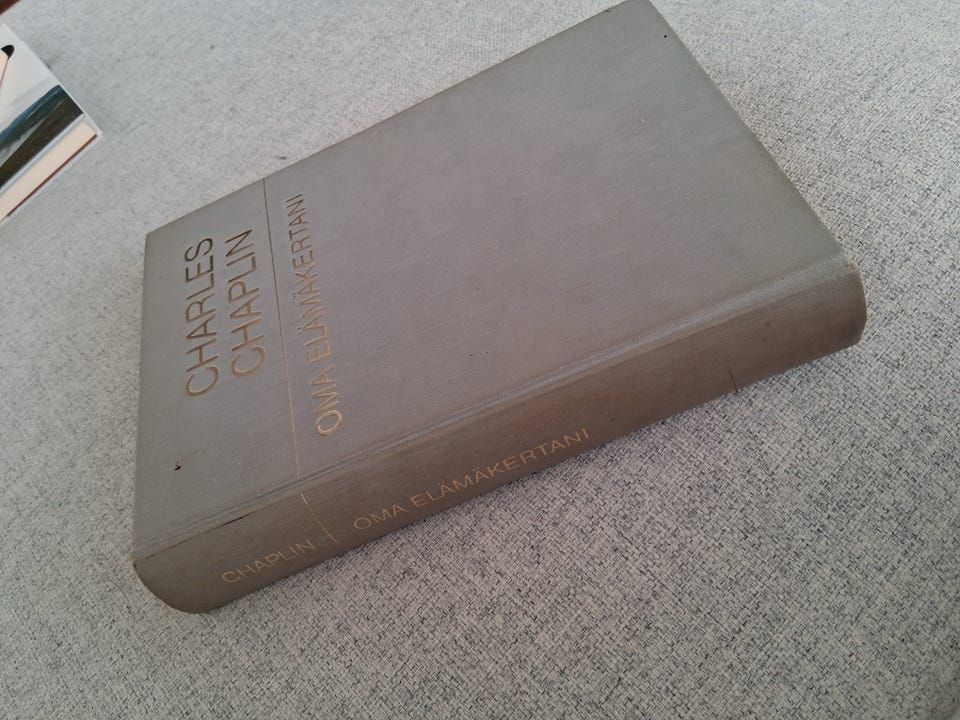 CHARLES
CHAPLIN
OMA ELÄMÄKERTANI
CHAPLIN
OMA ELÄMÄKERTANI